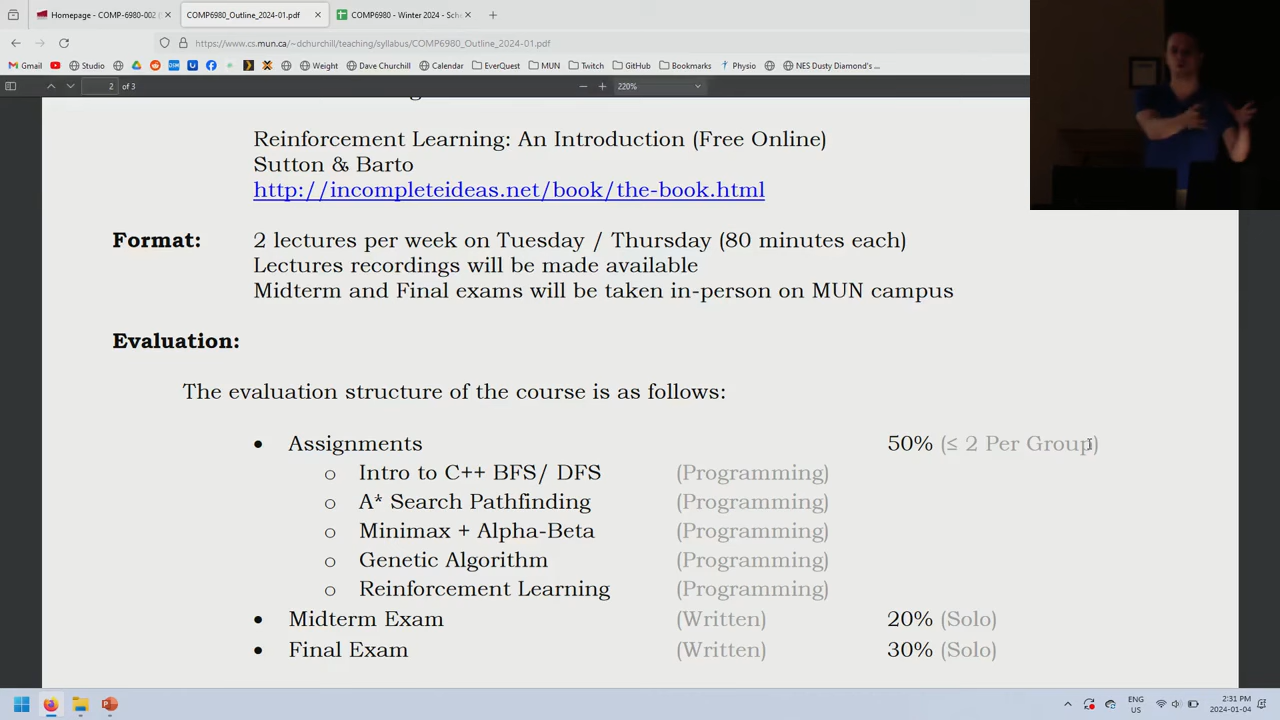 Homepage - COMP-6980-002 (
COMP6980_Outline_2024-01.pdf
COMP6980 - Winter 2024 - Sche
https://www.cs.mun.ca/~dchurchill/teaching/syllabus/COMP6980_Outline_2024-01.pdf
Gmail
Studio
Weight
Dave Churchill
Calendar
EverQuest
MUN
Twitch
GitHub
Bookmarks
Physio
NES Dusty Diamond's ...
2 of 3
220%
Reinforcement Learning: An Introduction (Free Online)
Sutton & Barto
http://incompleteideas.net/book/the-book.html
Format: 2 lectures per week on Tuesday / Thursday (80 minutes each)
Lectures recordings will be made available
Midterm and Final exams will be taken in-person on MUN campus
Evaluation:
The evaluation structure of the course is as follows:
• Assignments 50% (≤ 2 Per Group)
o Intro to C++ BFS/ DFS (Programming)
o A* Search Pathfinding (Programming)
o Minimax + Alpha-Beta (Programming)
o Genetic Algorithm (Programming)
o Reinforcement Learning (Programming)
• Midterm Exam (Written) 20% (Solo)
• Final Exam (Written) 30% (Solo)
ENG
US
2:31 PM
2024-01-04